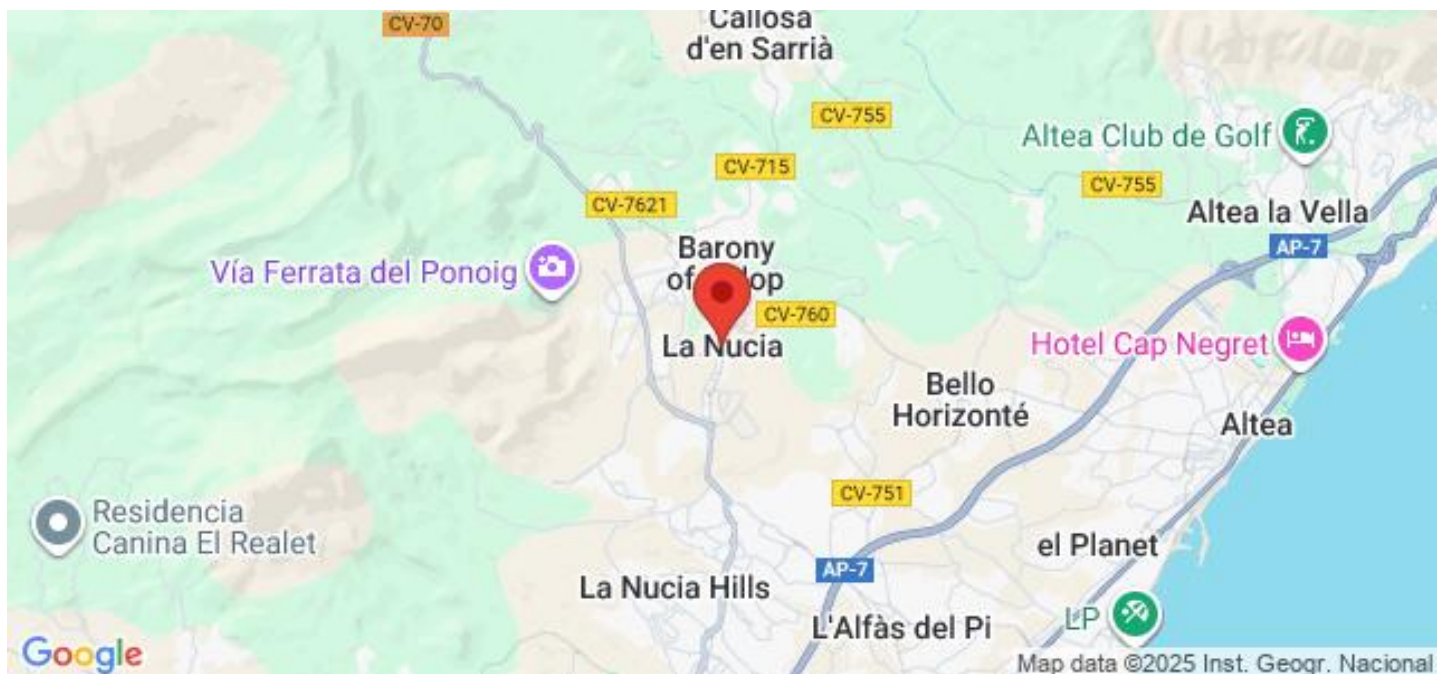 CV-70
Callosa
d'en Sarrià
CV-755
Altea Club de Golf
CV-715
CV-755
CV-7621
Altea la Vella
Barony
of
lop
AP-7
Vía Ferrata del Ponoig
CV-760
La Nucia
Hotel Cap Negret
Bello
Horizonté
Altea
CV-751
Residencia
Canina El Realet
el Planet
AP-7
La Nucia Hills
L'Alfàs del Pi
LP
Google
Map data ©2025 Inst. Geogr. Nacional